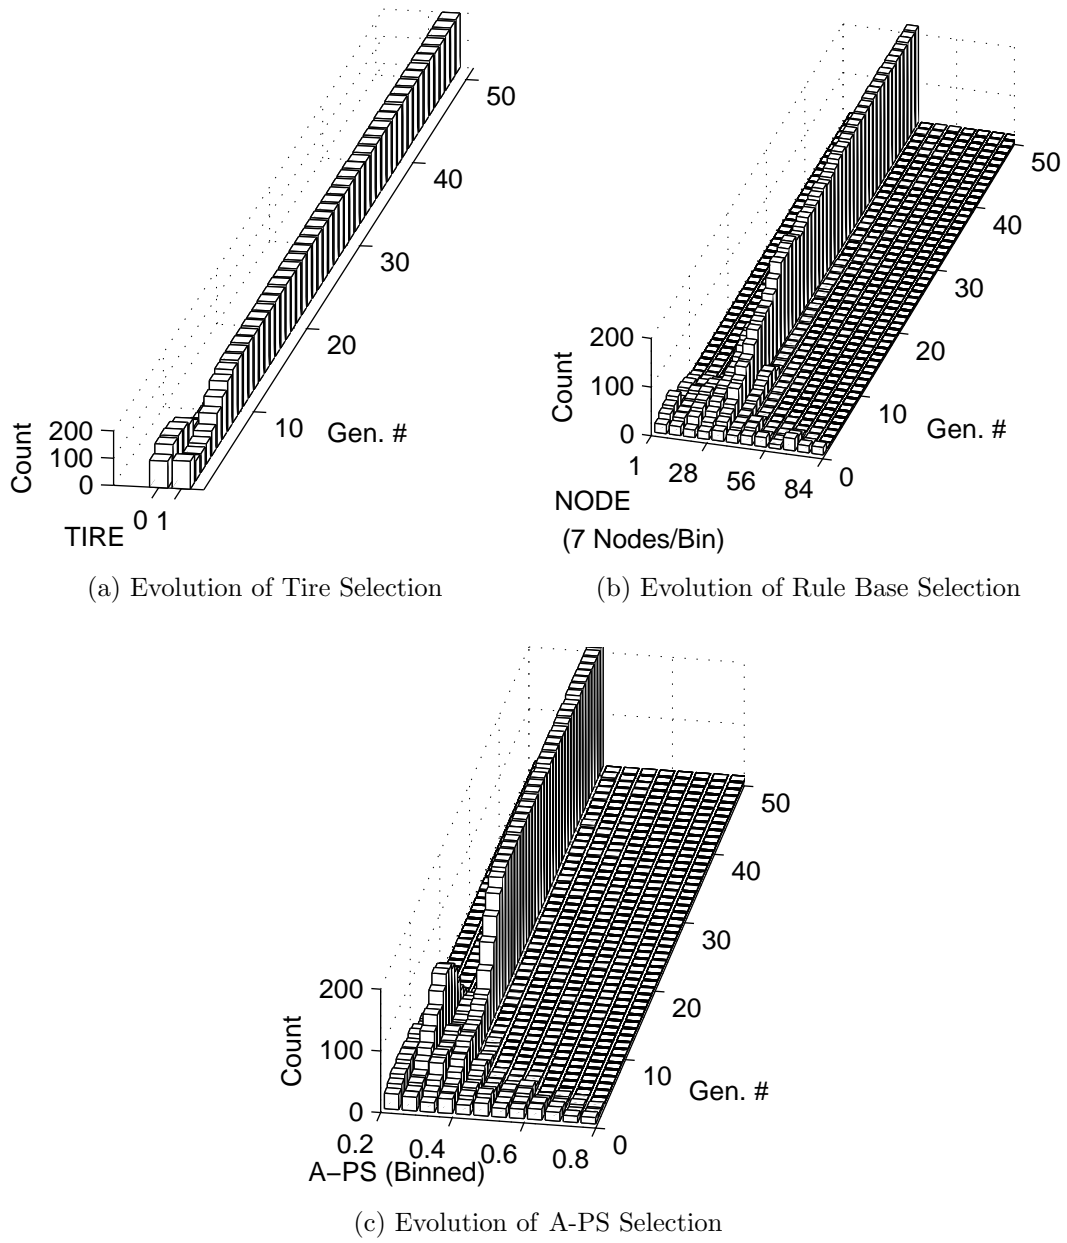 50
40
30
20
10
Gen. #
200
100
0
Count
0 1
TIRE
(a) Evolution of Tire Selection
50
40
30
20
10
Gen. #
0
200
100
0
Count
1
28
56
84
NODE
(7 Nodes/Bin)
(b) Evolution of Rule Base Selection
50
40
30
20
10
Gen. #
0
200
100
0
Count
0.2
0.4
0.6
0.8
A−PS (Binned)
(c) Evolution of A-PS Selection